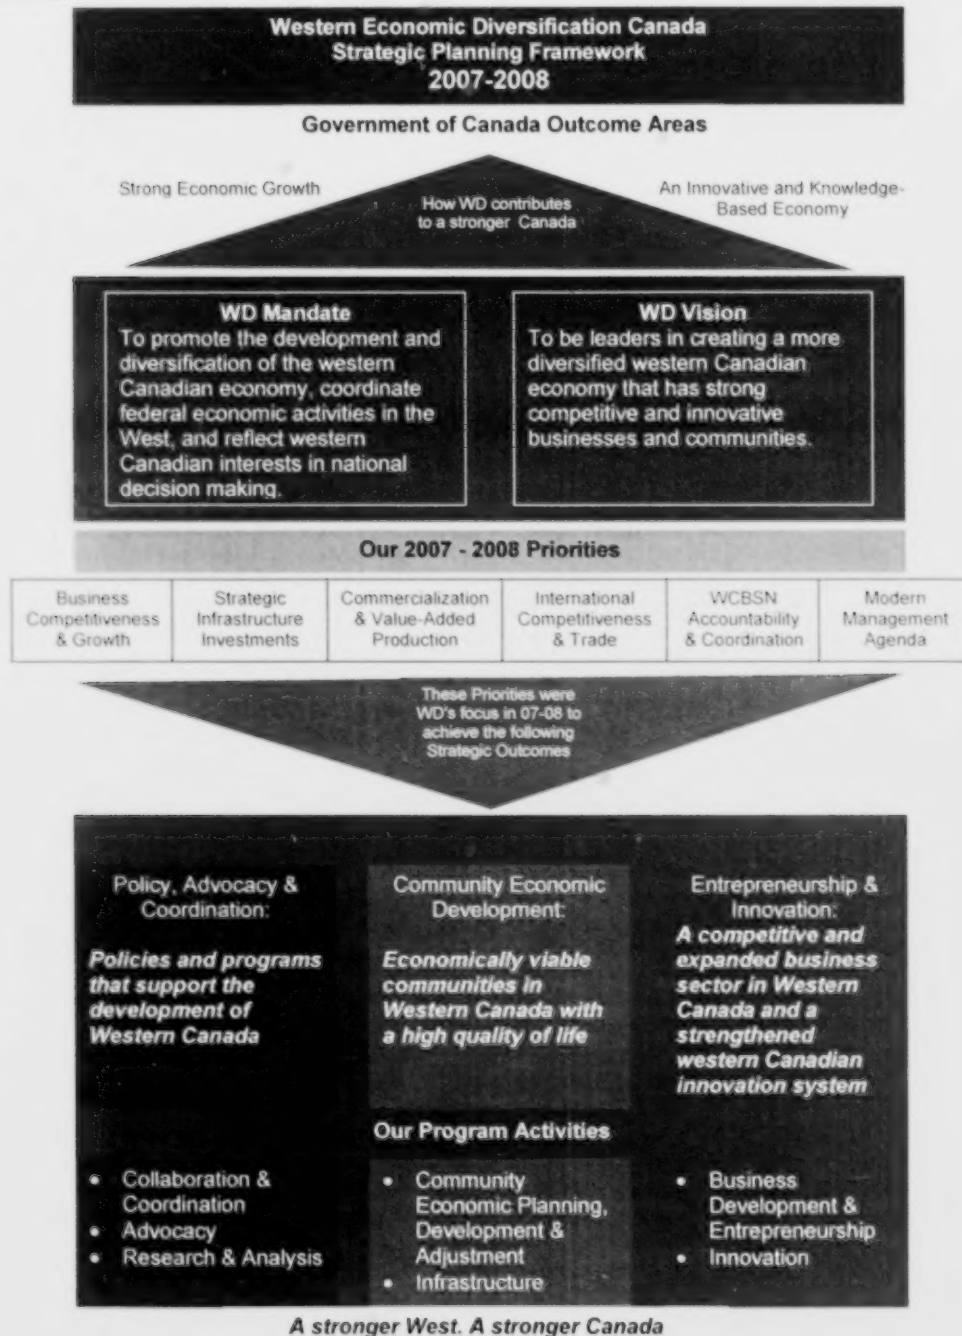 Western Economic Diversification Canada
Strategic Planning Framework
2007-2008
Government of Canada Outcome Areas
Strong Economic Growth
How WD contributes
to a stronger Canada
An Innovative and Knowledge-
Based Economy
WD Mandate
To promote the development and
diversification of the western
Canadian economy, coordinate
federal economic activities in the
West, and reflect western
Canadian interests in national
decision making.
WD Vision
To be leaders in creating a more
diversified western Canadian
economy that has strong
competitive and innovative
businesses and communities.
Our 2007 - 2008 Priorities
Business
Competitiveness
& Growth
Strategic
Infrastructure
Investments
Commercialization
& Value-Added
Production
International
Competitiveness
& Trade
WCBSN
Accountability
& Coordination
Modern
Management
Agenda
These Priorities were
WD's focus in 07-08 to
achieve the following
Strategic Outcomes
Policy, Advocacy &
Coordination:
Policies and programs
that support the
development of
Western Canada
Community Economic
Development:
Economically viable
communities in
Western Canada with
a high quality of life
Entrepreneurship &
Innovation:
A competitive and
expanded business
sector in Western
Canada and a
strengthened
western Canadian
innovation system
Our Program Activities
• Collaboration &
Coordination
• Advocacy
• Research & Analysis
• Community
Economic Planning,
Development &
Adjustment
• Infrastructure
• Business
Development &
Entrepreneurship
• Innovation
A stronger West. A stronger Canada